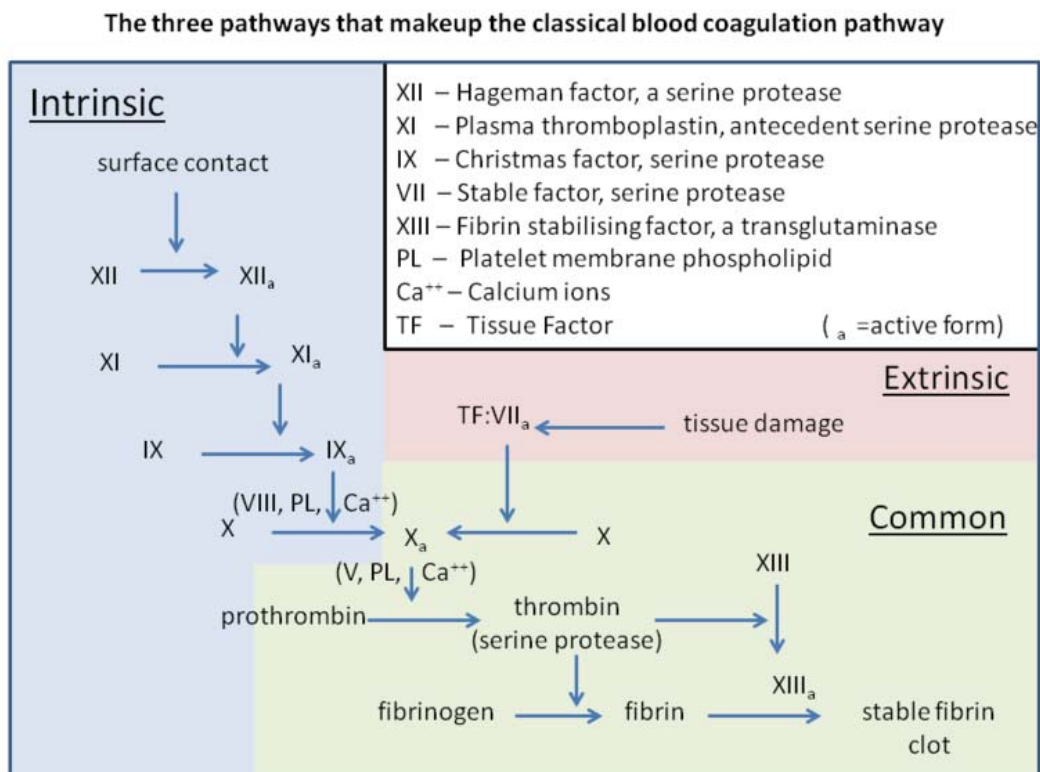 The three pathways that makeup the classical blood coagulation pathway
Intrinsic
XII – Hageman factor, a serine protease
XI – Plasma thromboplastin, antecedent serine protease
IX – Christmas factor, serine protease
VII – Stable factor, serine protease
XIII – Fibrin stabilising factor, a transglutaminase
PL – Platelet membrane phospholipid
Ca⁺⁺ – Calcium ions
TF – Tissue Factor ( ₐ =active form)
surface contact
XII XIIₐ
XI XIₐ
Extrinsic
TF:VIIₐ tissue damage
IX IXₐ
(VIII, PL, Ca⁺⁺)
Common
X Xₐ X
(V, PL, Ca⁺⁺)
XIII
prothrombin thrombin
(serine protease)
XIIIₐ
fibrinogen fibrin stable fibrin
clot